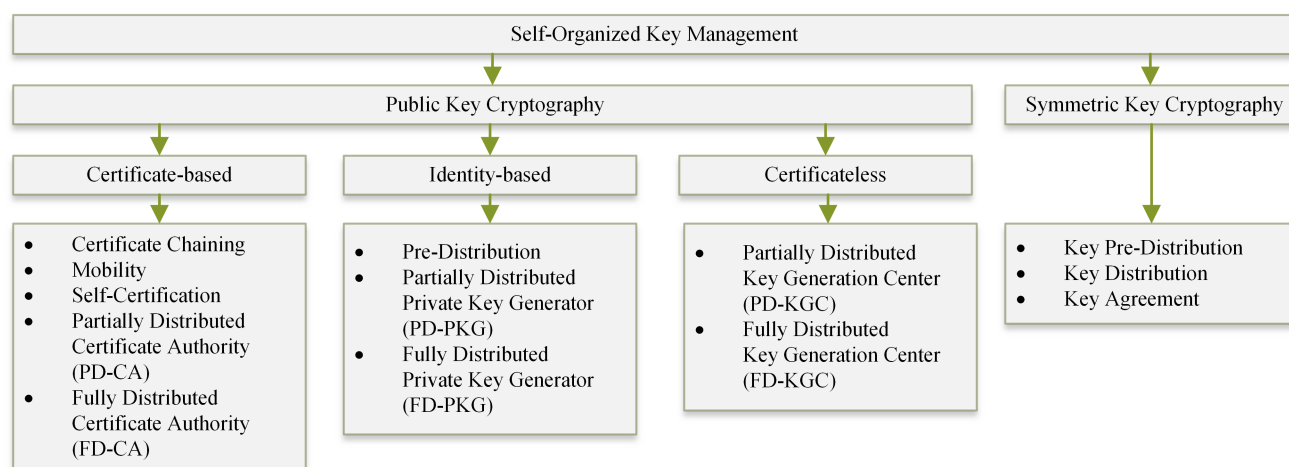 Self-Organized Key Management
Public Key Cryptography
Symmetric Key Cryptography
Certificate-based
Identity-based
Certificateless
• Certificate Chaining
• Mobility
• Self-Certification
• Partially Distributed
Certificate Authority
(PD-CA)
• Fully Distributed
Certificate Authority
(FD-CA)
• Pre-Distribution
• Partially Distributed
Private Key Generator
(PD-PKG)
• Fully Distributed
Private Key Generator
(FD-PKG)
• Partially Distributed
Key Generation Center
(PD-KGC)
• Fully Distributed
Key Generation Center
(FD-KGC)
• Key Pre-Distribution
• Key Distribution
• Key Agreement